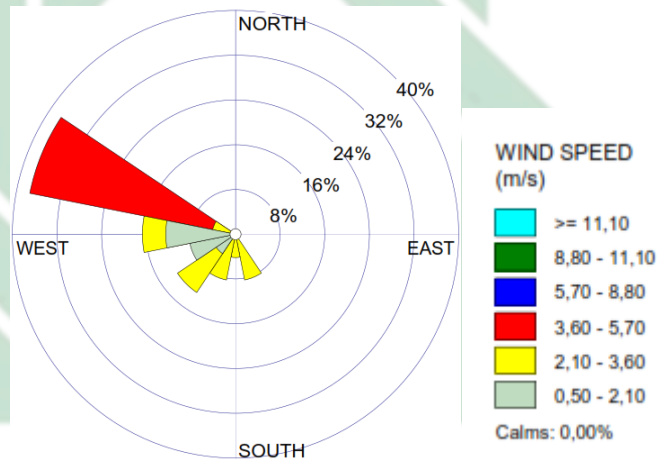 NORTH
40%
32%
24%
16%
8%
WEST
EAST
SOUTH
WIND SPEED
(m/s)
>= 11,10
8,80 - 11,10
5,70 - 8,80
3,60 - 5,70
2,10 - 3,60
0,50 - 2,10
Calms: 0,00%